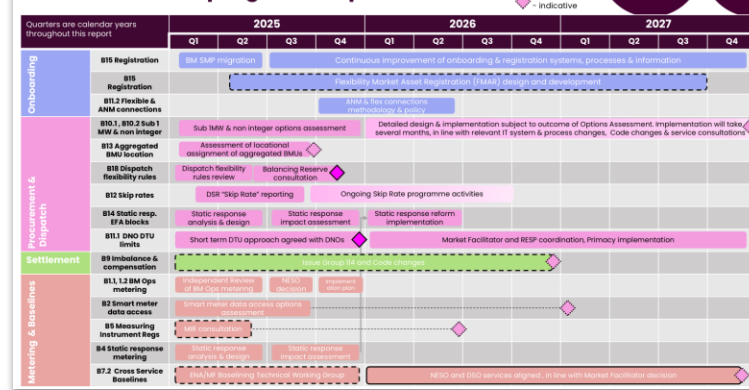 - indicative
Quarters are calendar years
throughout this report
2025
2026
2027
Q1
Q2
Q3
Q4
Q1
Q2
Q3
Q4
Q1
Q2
Q3
Q4
Onboarding
B15 Registration
BM SMP migration
Continuous improvement of onboarding & registration systems, processes & information
B15
Registration
Flexibility Market Asset Registration (FMAR) design and development
B11.2 Flexible &
ANM connections
ANM & flex connections
methodology & policy
Procurement &
Dispatch
B10.1 , B10.2 Sub 1
MW & non integer
Sub 1MW & non integer options assessment
Detailed design & implementation subject to outcome of Options Assessment. Implementation will take
several months, in line with relevant IT system & process changes, Code changes & service consultations
B13 Aggregated
BMU location
Assessment of locational
assignment of aggregated BMUs
B18 Dispatch
flexibility rules
Dispatch flexibility
rules review
Balancing Reserve
consultation
B12 Skip rates
DSR "Skip Rate" reporting
Ongoing Skip Rate programme activities
B14 Static resp.
EFA blocks
Static response
analysis & design
Static response
impact assessment
Static response reform
implementation
B11.1 DNO DTU
limits
Short term DTU approach agreed with DNOs
Market Facilitator and RESP coordination, Primacy implementation
Settlement
B9 Imbalance &
compensation
Issue Group 114 and Code changes
Metering & Baselines
B1.1, 1.2 BM Ops
metering
Independent Review
of BM Ops metering
NESO
decision
Implement
ation plan
B2 Smart meter
data access
Smart meter data access options
assessment
B5 Measuring
Instrument Regs
MIR consultation
B4 Static response
metering
Static response
analysis & design
Static response
impact assessment
B7.2 Cross Service
Baselines
ENA/MP Baselining Technical Working Group
NESO and DSO services aligned , in line with Market Facilitator decision